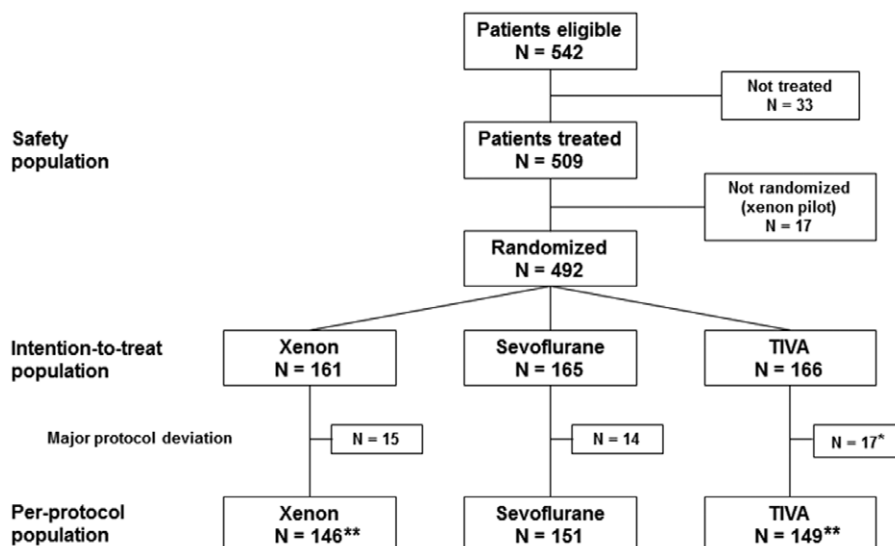 Patients eligible
N = 542
Not treated
N = 33
Safety
population
Patients treated
N = 509
Not randomized
(xenon pilot)
N = 17
Randomized
N = 492
Intention-to-treat
population
Xenon
N = 161
Sevoflurane
N = 165
TIVA
N = 166
Major protocol deviation
N = 15
N = 14
N = 17*
Per-protocol
population
Xenon
N = 146**
Sevoflurane
N = 151
TIVA
N = 149**